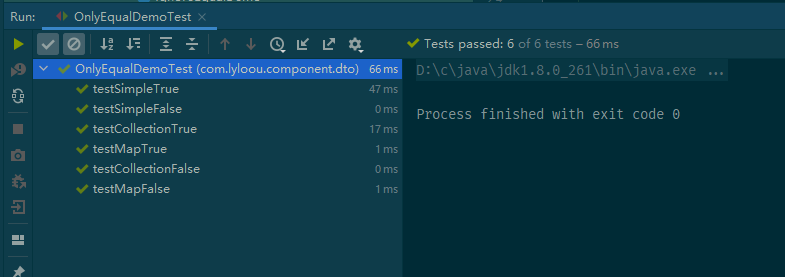 Run: OnlyEqualDemoTest ×
Tests passed: 6 of 6 tests – 66 ms
OnlyEqualDemoTest (com.lyloou.component.dto) 66 ms
testSimpleTrue 47 ms
testSimpleFalse 0 ms
testCollectionTrue 17 ms
testMapTrue 1 ms
testCollectionFalse 0 ms
testMapFalse 1 ms
D:\c\java\jdk1.8.0_261\bin\java.exe ...
Process finished with exit code 0